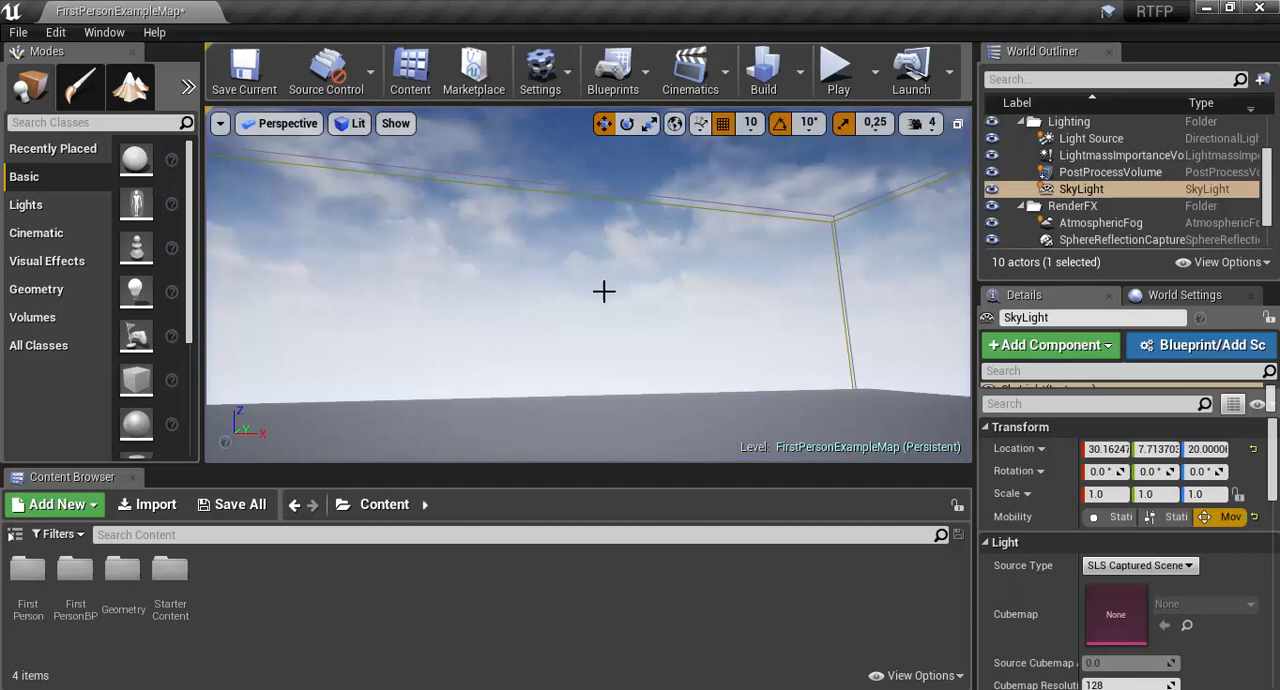 FirstPersonExampleMap*
RTFP
File Edit Window Help
Modes
Search Classes
Recently Placed
Basic
Lights
Cinematic
Visual Effects
Geometry
Volumes
All Classes
Save Current
Source Control
Content
Marketplace
Settings
Blueprints
Cinematics
Build
Play
Launch
Perspective
Lit
Show
10
10°
0,25
4
Z
Y
X
Level: FirstPersonExampleMap (Persistent)
World Outliner
Search...
Label Type
Lighting Folder
Light Source DirectionalLigh
LightmassImportanceVo Lightmass
PostProcessVolume PostProcessVo
SkyLight SkyLight
RenderFX Folder
AtmosphericFog AtmosphericFog
SphereReflectionCapture SphereReflecti
10 actors (1 selected)
View Options
Details
World Settings
SkyLight
+Add Component
Blueprint/Add Sc
Search
Search
Transform
Location 30.16247 7.713703 20.00006
Rotation 0.0° 0.0° 0.0°
Scale 1.0 1.0 1.0
Mobility Stati Stati Mov
Light
Source Type SLS Captured Scene
Cubemap None None
Source Cubemap 0.0
Cubemap Resoluti 128
Content Browser
Add New
Import
Save All
Content
Filters
Search Content
First Person
First PersonBP
Geometry
Starter Content
4 items
View Options